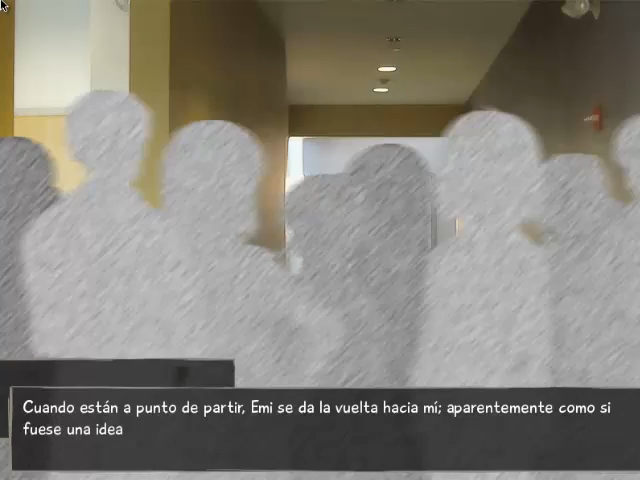 Cuando están a punto de partir, Emi se da la vuelta hacia mí; aparentemente como si
fuese una idea